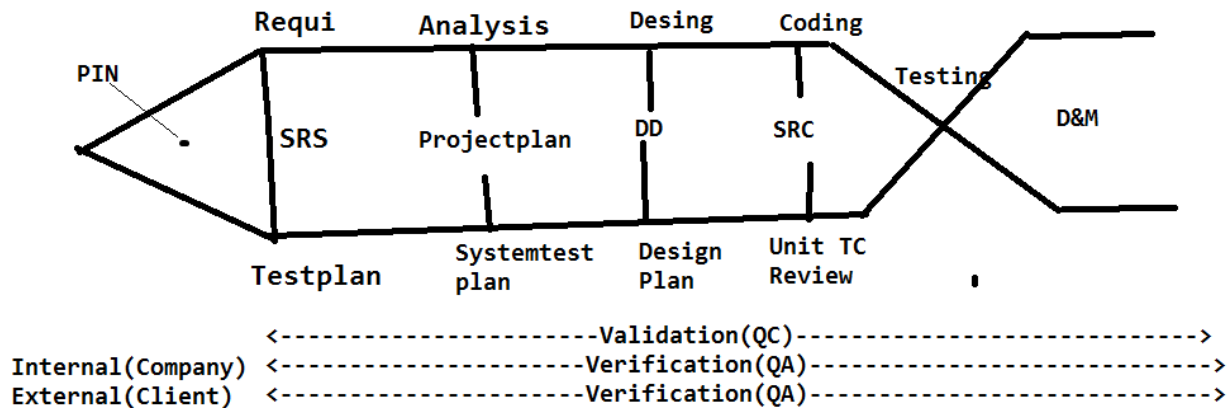 Requi
Analysis
Desing
Coding
PIN
Testing
SRS
Projectplan
DD
SRC
D&M
Testplan
Systemtest
plan
Design
Plan
Unit TC
Review
<----------------------Validation(QC)---------------------------->
Internal(Company) <---------------------Verification(QA)---------------------------->
External(Client) <---------------------Verification(QA)---------------------------->